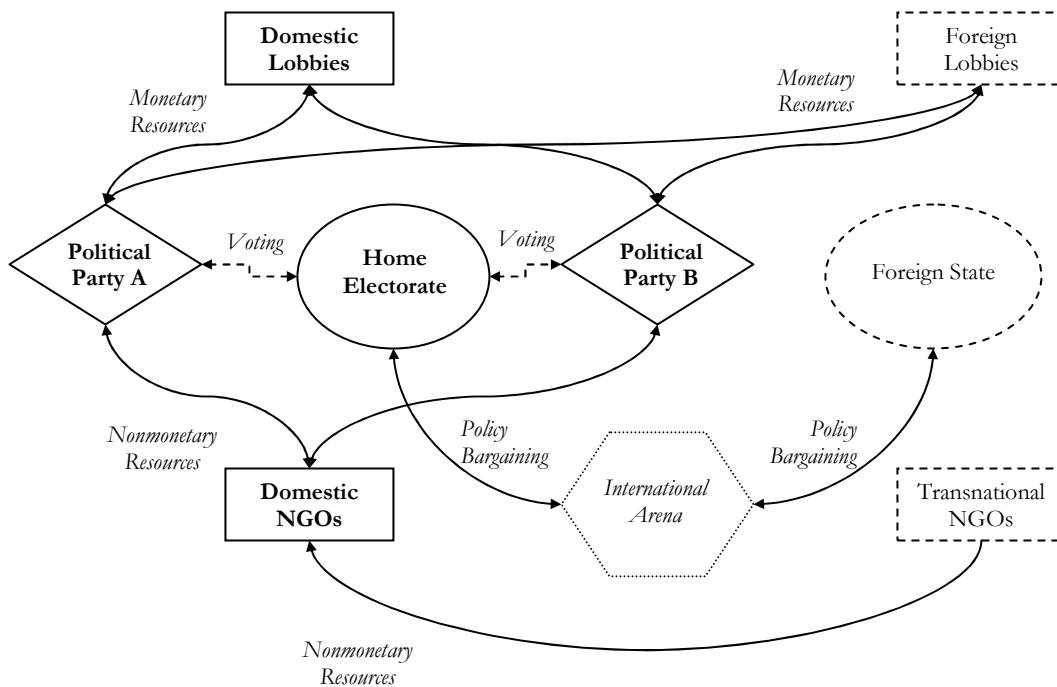 Domestic
Lobbies
Foreign
Lobbies
Monetary
Resources
Monetary
Resources
Political
Party A
Voting
Home
Electorate
Voting
Political
Party B
Foreign State
Nonmonetary
Resources
Policy
Bargaining
Policy
Bargaining
Domestic
NGOs
International
Arena
Transnational
NGOs
Nonmonetary
Resources